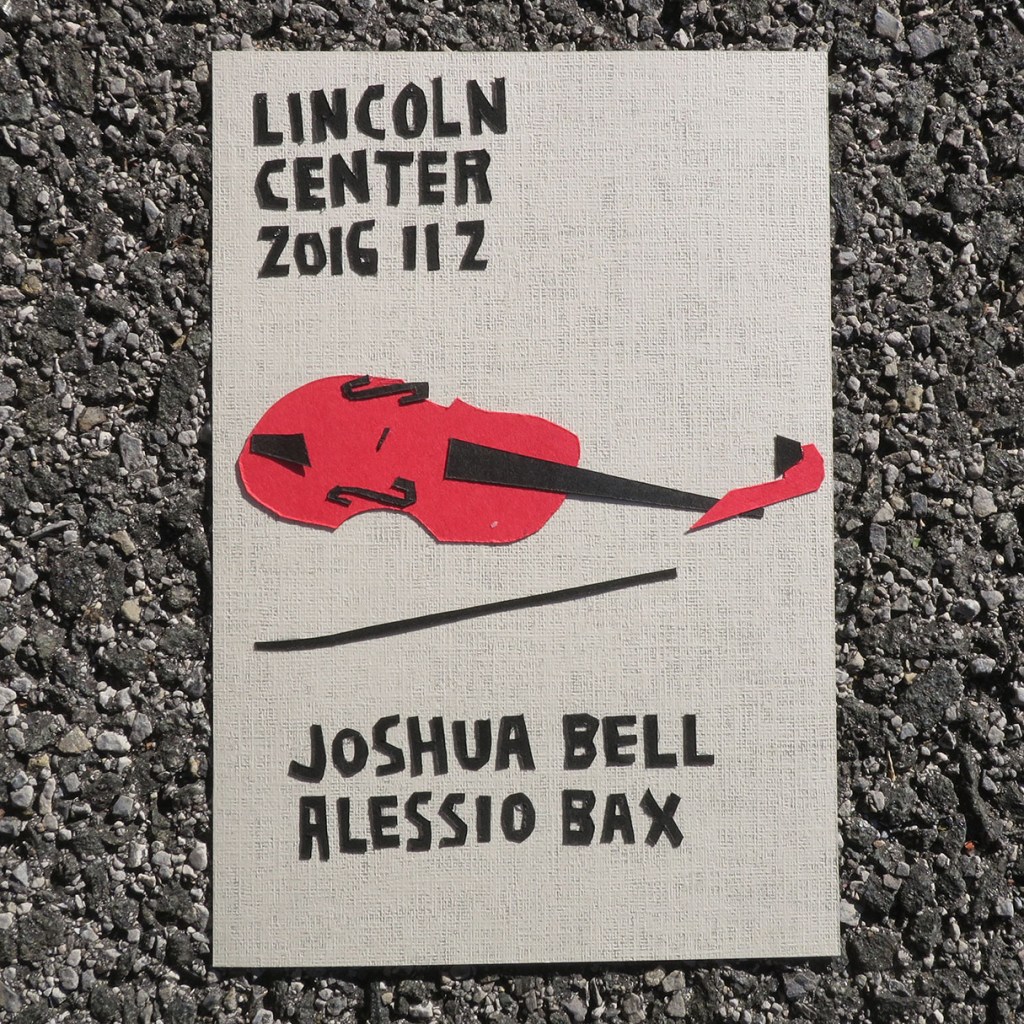 LINCOLN
CENTER
2016 11 2
JOSHUA BELL
ALESSIO BAX